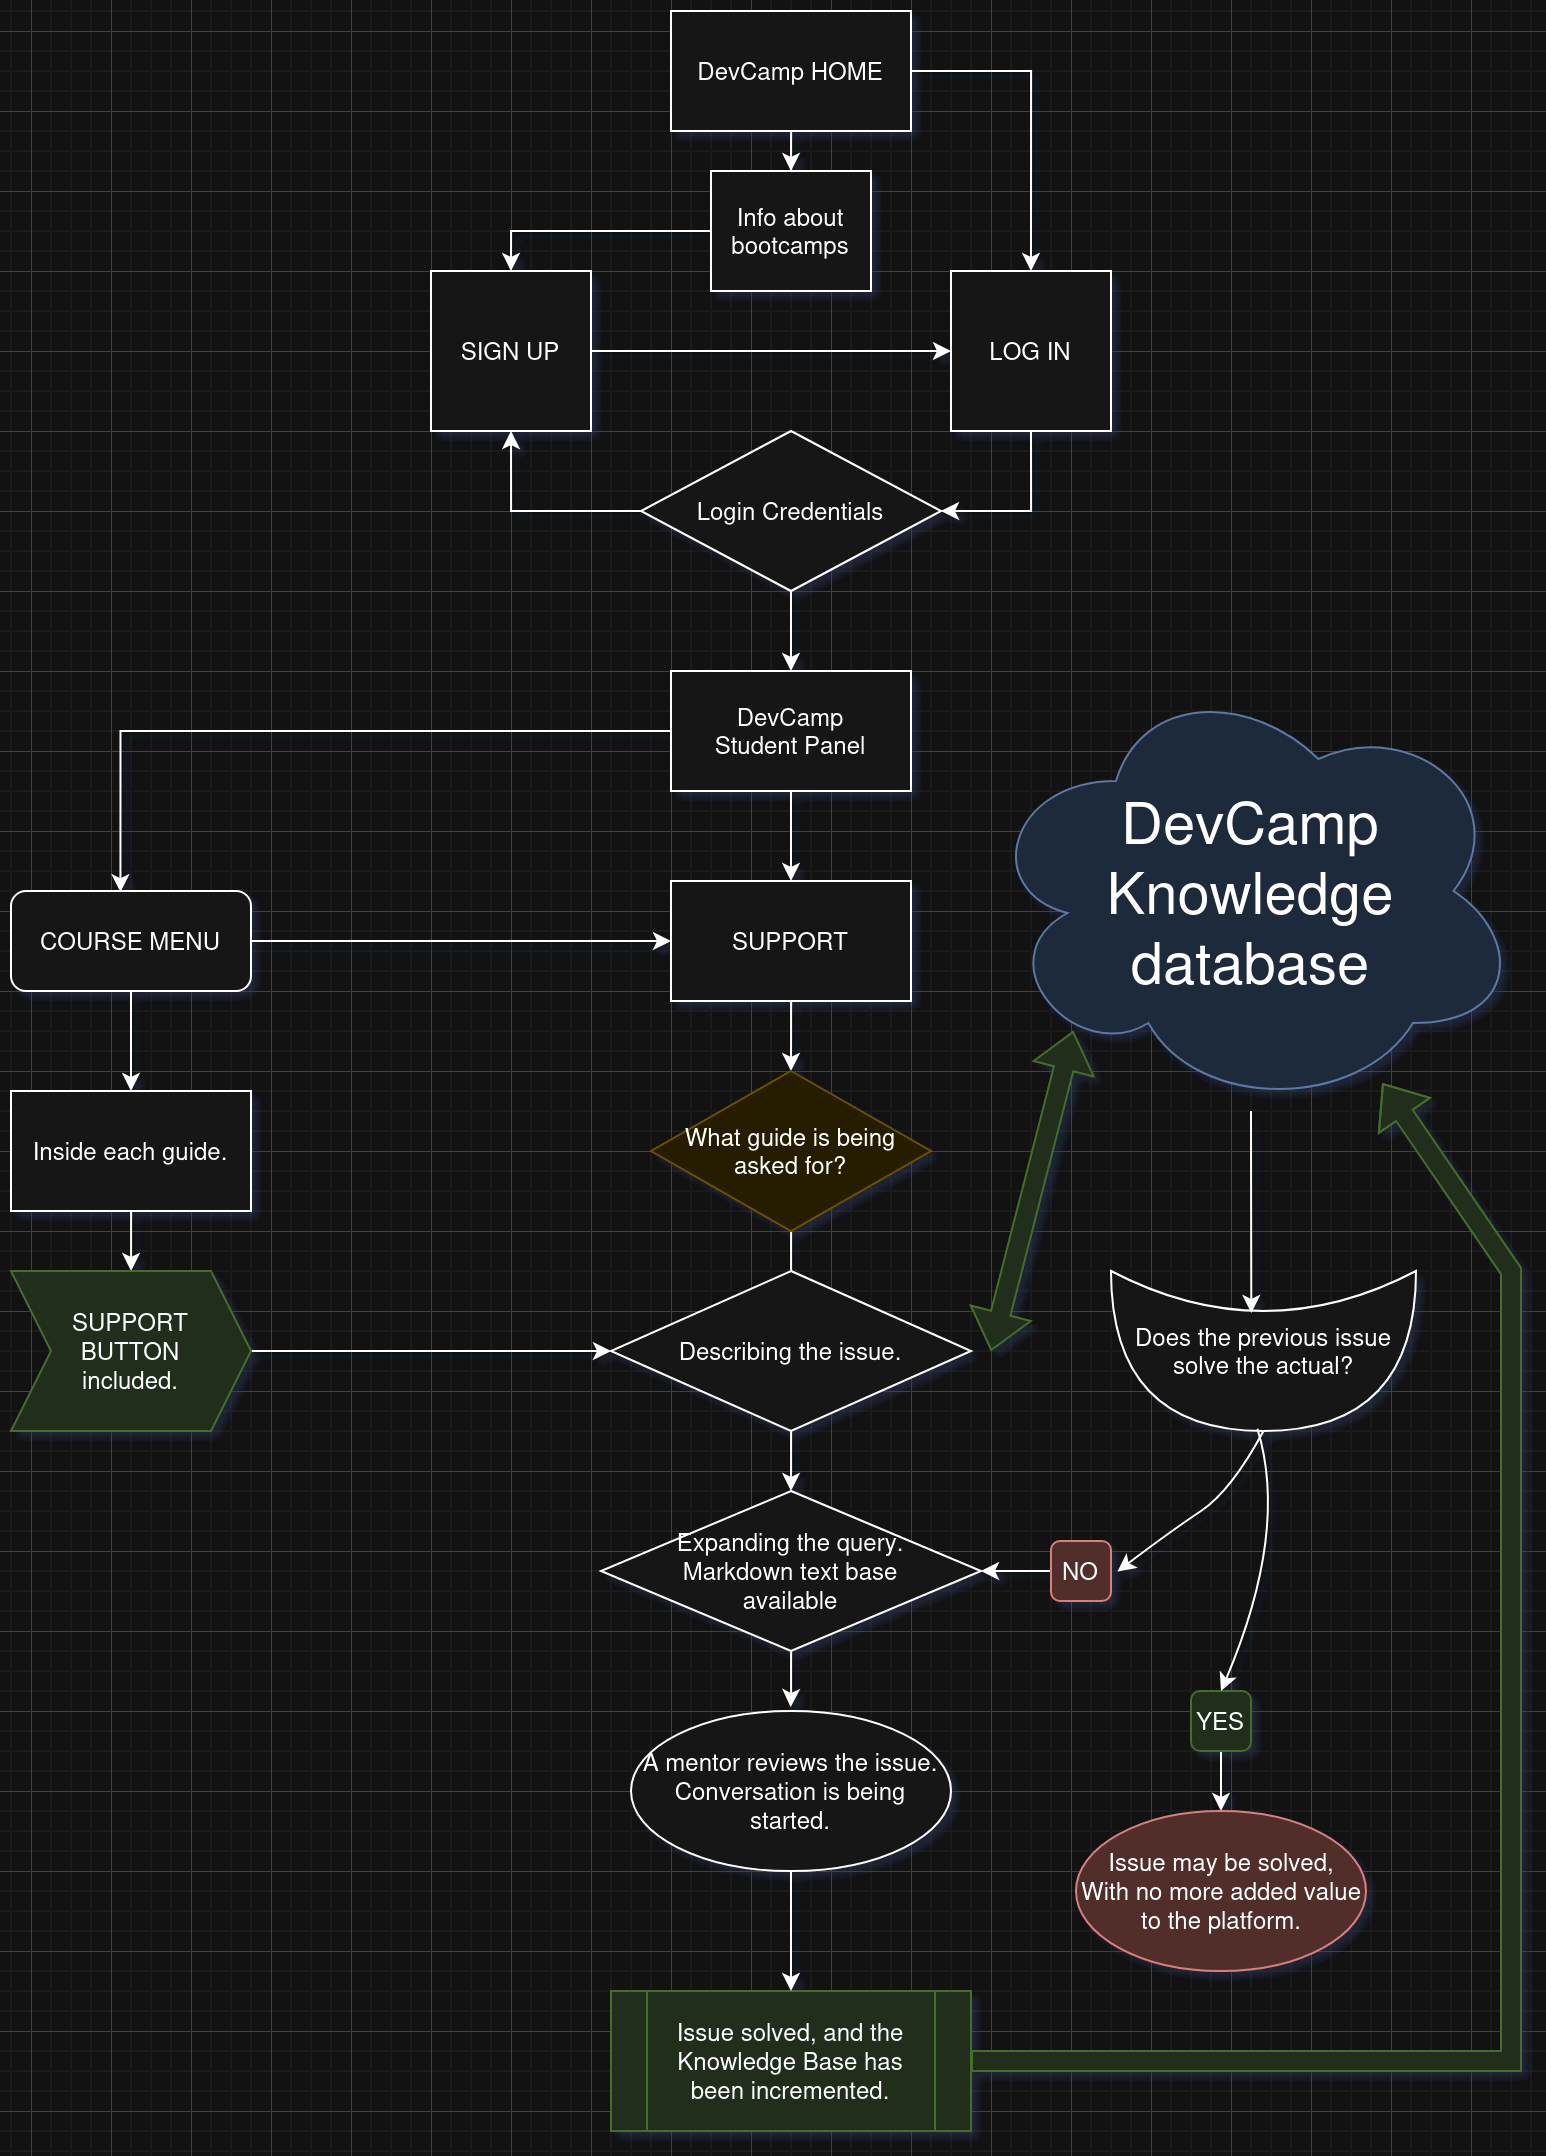 DevCamp HOME
Info about
bootcamps
SIGN UP
LOG IN
Login Credentials
DevCamp
Student Panel
DevCamp
Knowledge
database
COURSE MENU
SUPPORT
Inside each guide.
What guide is being
asked for?
SUPPORT
BUTTON
included.
Describing the issue.
Does the previous issue
solve the actual?
Expanding the query.
Markdown text base
available
NO
YES
A mentor reviews the issue.
Conversation is being
started.
Issue may be solved,
With no more added value
to the platform.
Issue solved, and the
Knowledge Base has
been incremented.